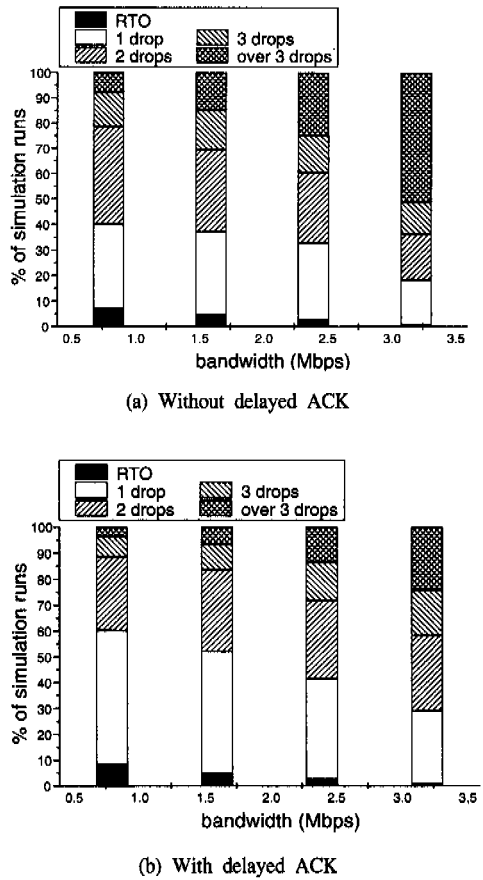 RTO
1 drop 3 drops
2 drops over 3 drops
100
90
80
70
60
50
40
30
20
10
0
% of simulation runs
0.5 1.0 1.5 2.0 2.5 3.0 3.5
bandwidth (Mbps)
(a) Without delayed ACK
RTO
1 drop 3 drops
2 drops over 3 drops
100
90
80
70
60
50
40
30
20
10
0
% of simulation runs
0.5 1.0 1.5 2.0 2.5 3.0 3.5
bandwidth (Mbps)
(b) With delayed ACK